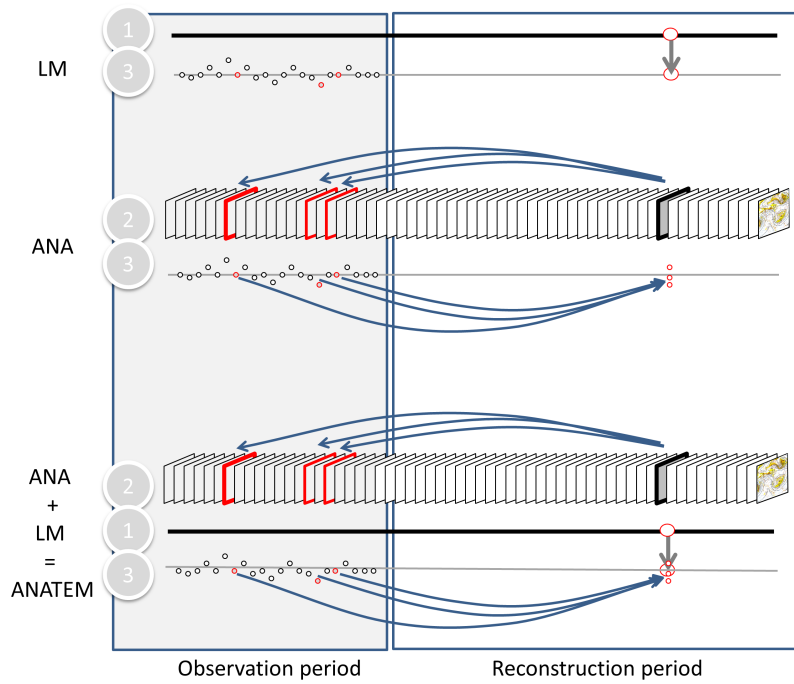 1
LM
3
2
ANA
3
ANA
+
LM
=
ANATEM
2
1
3
Observation period
Reconstruction period